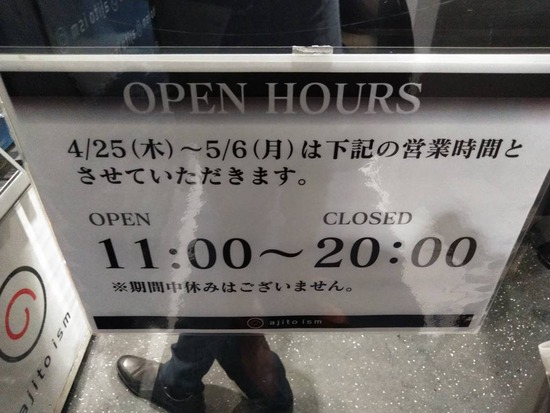 OPEN HOURS
4/25(木)～5/6(月)は下記の営業時間と
させていただきます。
OPEN CLOSED
11:00～20:00
※期間中休みはございません。
ajito ism
ajito ism